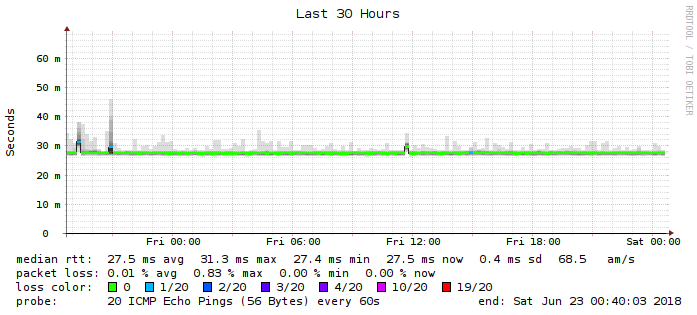 Last 30 Hours
RRDTOOL / TOBI OETIKER
Seconds
60 m
50 m
40 m
30 m
20 m
10 m
0
Fri 00:00 Fri 06:00 Fri 12:00 Fri 18:00 Sat 00:00
median rtt: 27.5 ms avg 31.3 ms max 27.4 ms min 27.5 ms now 0.4 ms sd 68.5 am/s
packet loss: 0.01 % avg 0.83 % max 0.00 % min 0.00 % now
loss color: 0 1/20 2/20 3/20 4/20 10/20 19/20
probe: 20 ICMP Echo Pings (56 Bytes) every 60s end: Sat Jun 23 00:40:03 2018